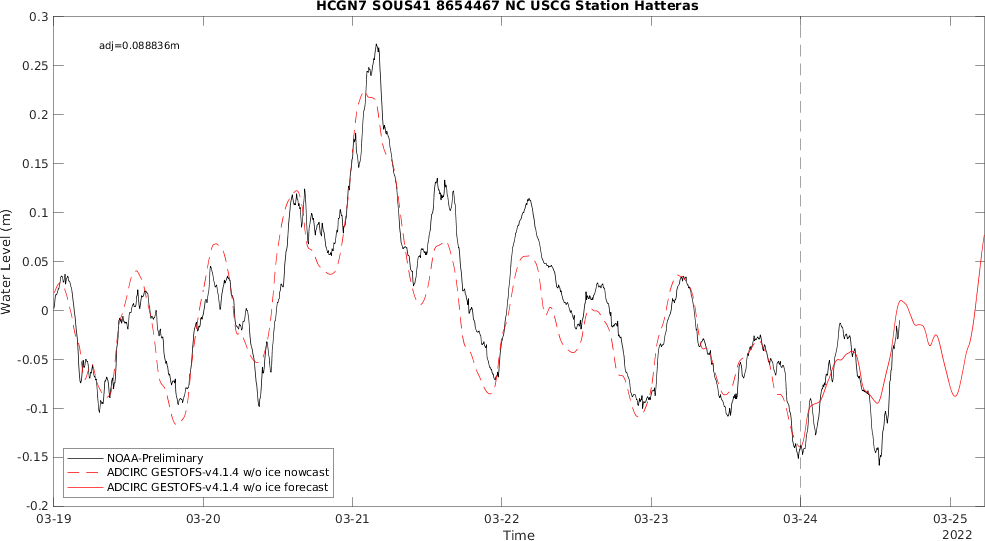 HCGN7 SOUS41 8654467 NC USCG Station Hatteras
adj=0.088836m
Water Level (m)
0.3
0.25
0.2
0.15
0.1
0.05
0
-0.05
-0.1
-0.15
-0.2
NOAA-Preliminary
ADCIRC GESTOFS-v4.1.4 w/o ice nowcast
ADCIRC GESTOFS-v4.1.4 w/o ice forecast
03-19 03-20 03-21 03-22 03-23 03-24 03-25
Time
2022